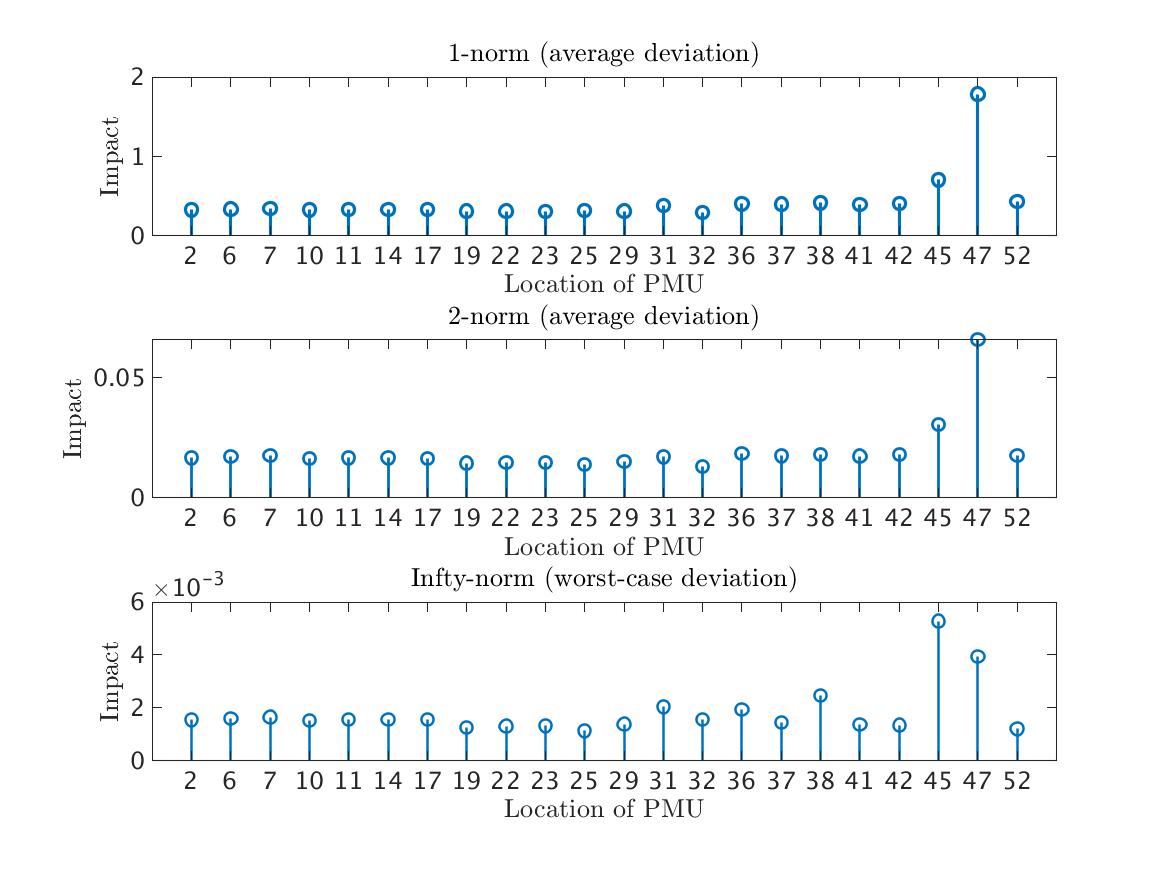 1-norm (average deviation)
2
1
0
Impact
2 6 7 10 11 14 17 19 22 23 25 29 31 32 36 37 38 41 42 45 47 52
Location of PMU
2-norm (average deviation)
0.05
0
Impact
2 6 7 10 11 14 17 19 22 23 25 29 31 32 36 37 38 41 42 45 47 52
Location of PMU
Infty-norm (worst-case deviation)
×10⁻³
6
4
2
0
Impact
2 6 7 10 11 14 17 19 22 23 25 29 31 32 36 37 38 41 42 45 47 52
Location of PMU